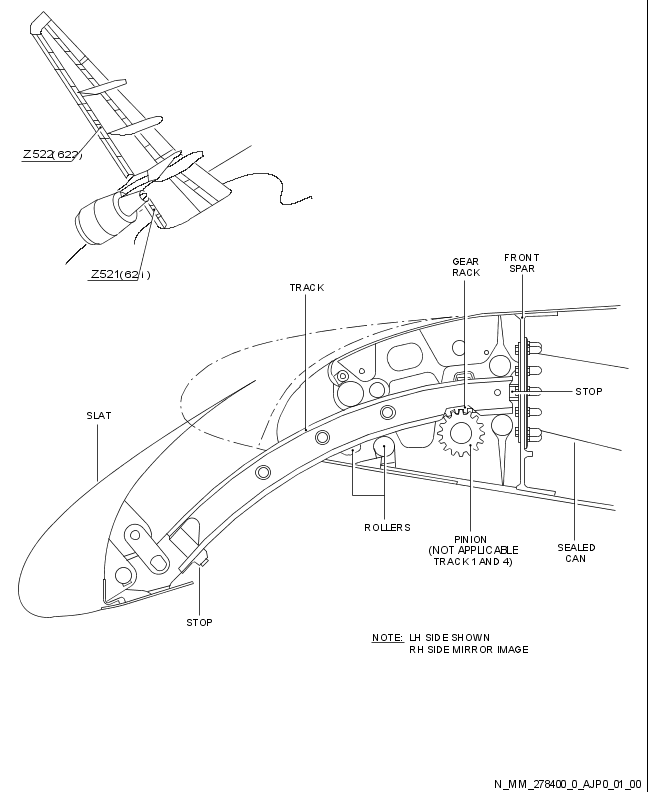 Z522(622)
Z521(621)
GEAR
RACK
FRONT
SPAR
TRACK
STOP
SLAT
ROLLERS
PINION
(NOT APPLICABLE
TRACK 1 AND 4)
SEALED
CAN
STOP
NOTE: LH SIDE SHOWN
RH SIDE MIRROR IMAGE
N_MM_278400_0_AJP0_01_00